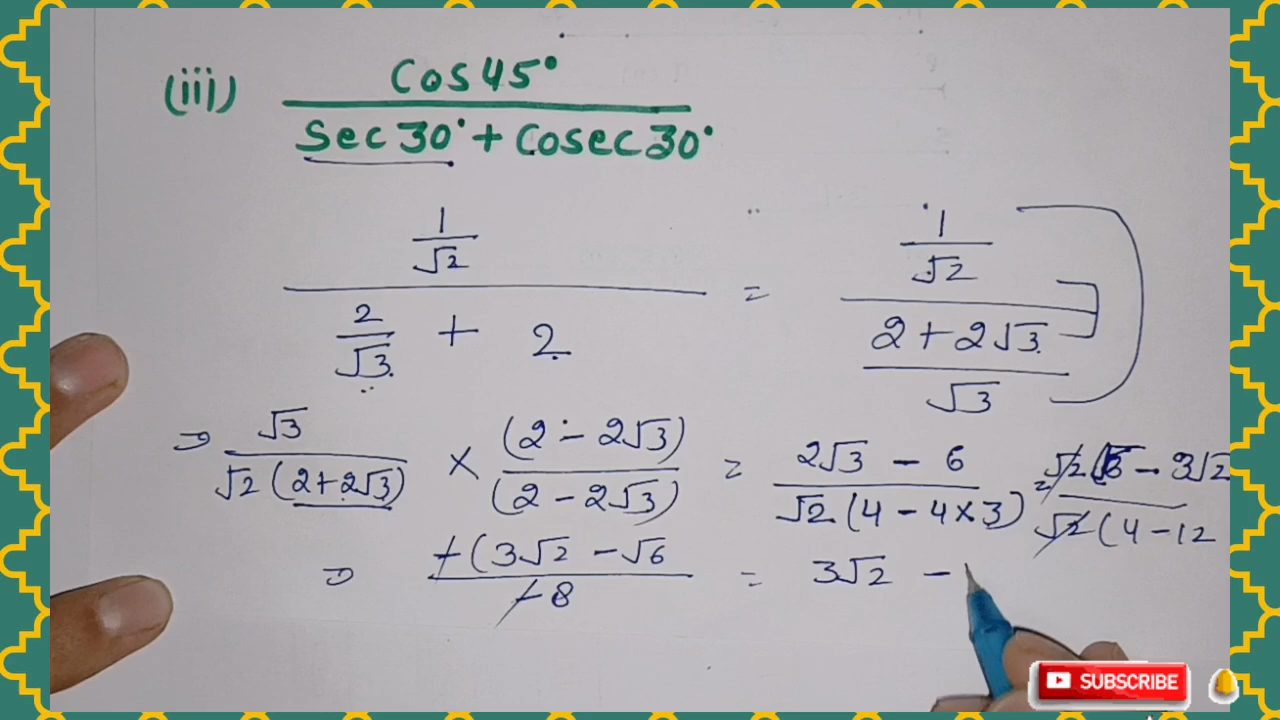 (iii) Cos 45°
Sec 30° + Cosec 30°
1/√2 = 1/√2
2/√3 + 2 2 + 2√3
√3
⇒ √3 / √2 (2+2√3) × (2 - 2√3) / (2 - 2√3) = 2√3 - 6 / √2 (4 - 4×3) = √2 (√6 - 3√2 / √2 (4 - 12
⇒ -(3√2 - √6 / -8 = 3√2 -
SUBSCRIBE